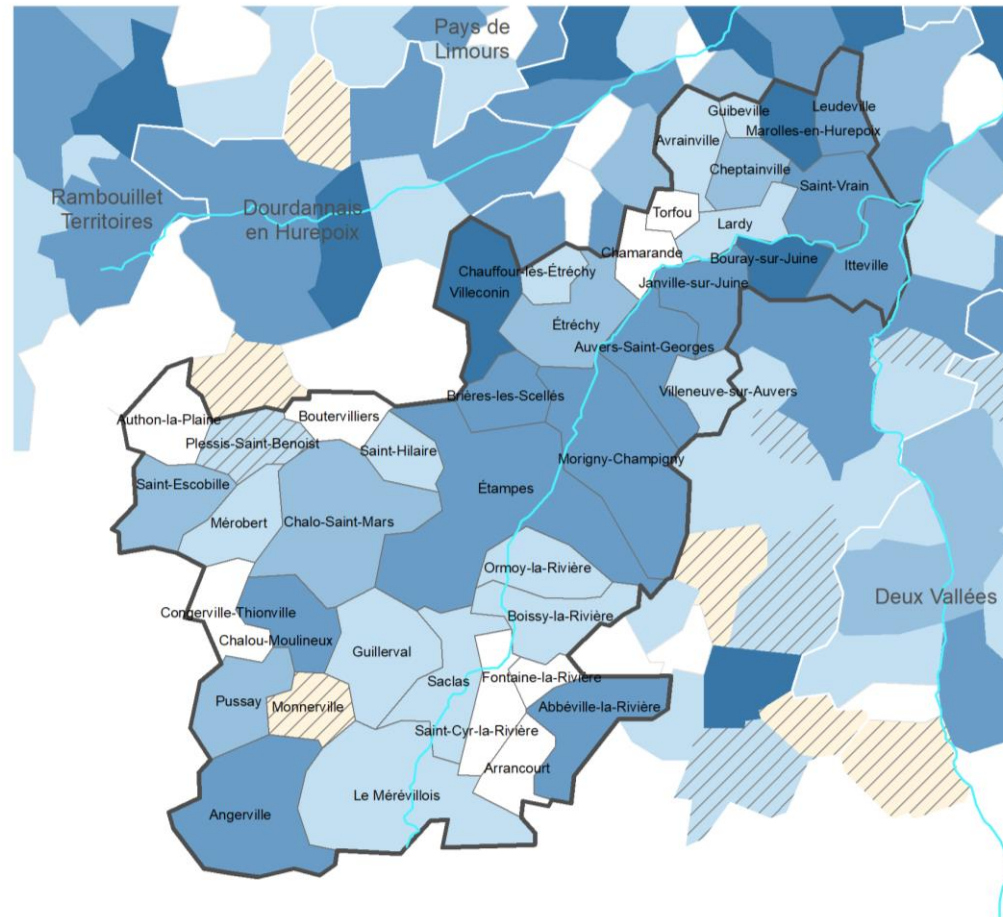 Pays de
Limours
Guibeville
Leudeville
Marolles-en-Hurepoix
Avrainville
Cheptainville
Saint-Vrain
Rambouillet
Territoires
Dourdannais
en Hurepoix
Torfou
Lardy
Chamarande
Bouray-sur-Juine
Itteville
Chauffour-lès-Étréchy
Villeconin
Janville-sur-Juine
Étréchy
Auvers-Saint-Georges
Brières-les-Scellés
Villeneuve-sur-Auvers
Authon-la-Plaine
Boutervilliers
Plessis-Saint-Benoist
Saint-Hilaire
Morigny-Champigny
Saint-Escobille
Étampes
Mérobert
Chalo-Saint-Mars
Ormoy-la-Rivière
Deux Vallées
Congerville-Thionville
Boissy-la-Rivière
Chalou-Moulineux
Guillerval
Saclas
Fontaine-la-Rivière
Pussay
Monnerville
Abbéville-la-Rivière
Saint-Cyr-la-Rivière
Arrancourt
Le Mérévillois
Angerville